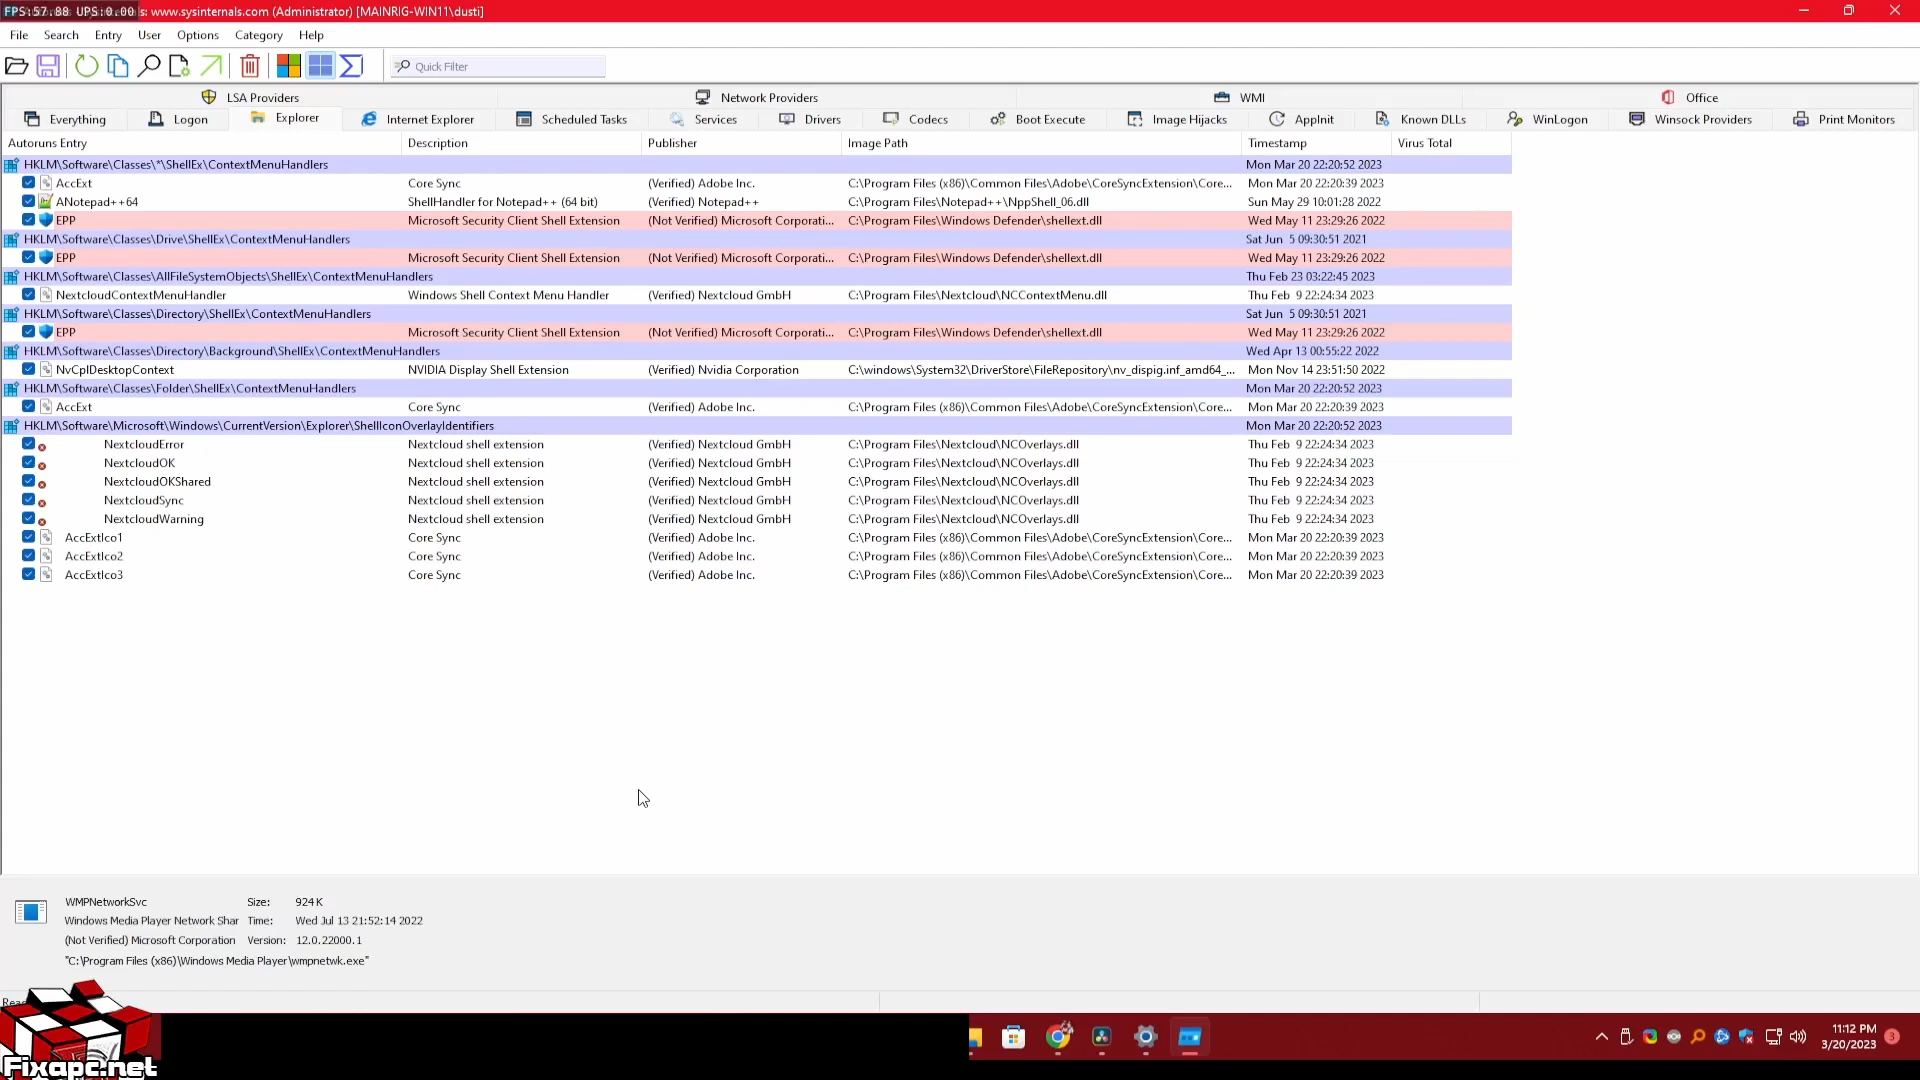 FPS:57.88 UPS:0.00 s: www.sysinternals.com (Administrator) [MAINRIG-WIN11\dusti]
File Search Entry User Options Category Help
Quick Filter
LSA Providers Network Providers WMI Office
Everything Logon Explorer Internet Explorer Scheduled Tasks Services Drivers Codecs Boot Execute Image Hijacks AppInit Known DLLs WinLogon Winsock Providers Print Monitors
Autoruns Entry Description Publisher Image Path Timestamp Virus Total
HKLM\Software\Classes\*\ShellEx\ContextMenuHandlers Mon Mar 20 22:20:52 2023
AccExt Core Sync (Verified) Adobe Inc. C:\Program Files (x86)\Common Files\Adobe\CoreSyncExtension\Core... Mon Mar 20 22:20:39 2023
ANotepad++64 ShellHandler for Notepad++ (64 bit) (Verified) Notepad++ C:\Program Files\Notepad++\NppShell_06.dll Sun May 29 10:01:28 2022
EPP Microsoft Security Client Shell Extension (Not Verified) Microsoft Corporati... C:\Program Files\Windows Defender\shellext.dll Wed May 11 23:29:26 2022
HKLM\Software\Classes\Drive\ShellEx\ContextMenuHandlers Sat Jun 5 09:30:51 2021
EPP Microsoft Security Client Shell Extension (Not Verified) Microsoft Corporati... C:\Program Files\Windows Defender\shellext.dll Wed May 11 23:29:26 2022
HKLM\Software\Classes\AllFileSystemObjects\ShellEx\ContextMenuHandlers Thu Feb 23 03:22:45 2023
NextcloudContextMenuHandler Windows Shell Context Menu Handler (Verified) Nextcloud GmbH C:\Program Files\Nextcloud\NCContextMenu.dll Thu Feb 9 22:24:34 2023
HKLM\Software\Classes\Directory\ShellEx\ContextMenuHandlers Sat Jun 5 09:30:51 2021
EPP Microsoft Security Client Shell Extension (Not Verified) Microsoft Corporati... C:\Program Files\Windows Defender\shellext.dll Wed May 11 23:29:26 2022
HKLM\Software\Classes\Directory\Background\ShellEx\ContextMenuHandlers Wed Apr 13 00:55:22 2022
NvCplDesktopContext NVIDIA Display Shell Extension (Verified) Nvidia Corporation C:\windows\System32\DriverStore\FileRepository\nv_dispig.inf_amd64_... Mon Nov 14 23:51:50 2022
HKLM\Software\Classes\Folder\ShellEx\ContextMenuHandlers Mon Mar 20 22:20:52 2023
AccExt Core Sync (Verified) Adobe Inc. C:\Program Files (x86)\Common Files\Adobe\CoreSyncExtension\Core... Mon Mar 20 22:20:39 2023
HKLM\Software\Microsoft\Windows\CurrentVersion\Explorer\ShellIconOverlayIdentifiers Mon Mar 20 22:20:52 2023
NextcloudError Nextcloud shell extension (Verified) Nextcloud GmbH C:\Program Files\Nextcloud\NCOverlays.dll Thu Feb 9 22:24:34 2023
NextcloudOK Nextcloud shell extension (Verified) Nextcloud GmbH C:\Program Files\Nextcloud\NCOverlays.dll Thu Feb 9 22:24:34 2023
NextcloudOKShared Nextcloud shell extension (Verified) Nextcloud GmbH C:\Program Files\Nextcloud\NCOverlays.dll Thu Feb 9 22:24:34 2023
NextcloudSync Nextcloud shell extension (Verified) Nextcloud GmbH C:\Program Files\Nextcloud\NCOverlays.dll Thu Feb 9 22:24:34 2023
NextcloudWarning Nextcloud shell extension (Verified) Nextcloud GmbH C:\Program Files\Nextcloud\NCOverlays.dll Thu Feb 9 22:24:34 2023
AccExtIco1 Core Sync (Verified) Adobe Inc. C:\Program Files (x86)\Common Files\Adobe\CoreSyncExtension\Core... Mon Mar 20 22:20:39 2023
AccExtIco2 Core Sync (Verified) Adobe Inc. C:\Program Files (x86)\Common Files\Adobe\CoreSyncExtension\Core... Mon Mar 20 22:20:39 2023
AccExtIco3 Core Sync (Verified) Adobe Inc. C:\Program Files (x86)\Common Files\Adobe\CoreSyncExtension\Core... Mon Mar 20 22:20:39 2023
WMPNetworkSvc Size: 924 K
Windows Media Player Network Shar Time: Wed Jul 13 21:52:14 2022
(Not Verified) Microsoft Corporation Version: 12.0.22000.1
"C:\Program Files (x86)\Windows Media Player\wmpnetwk.exe"
11:12 PM
3/20/2023 3
Fixapc.net